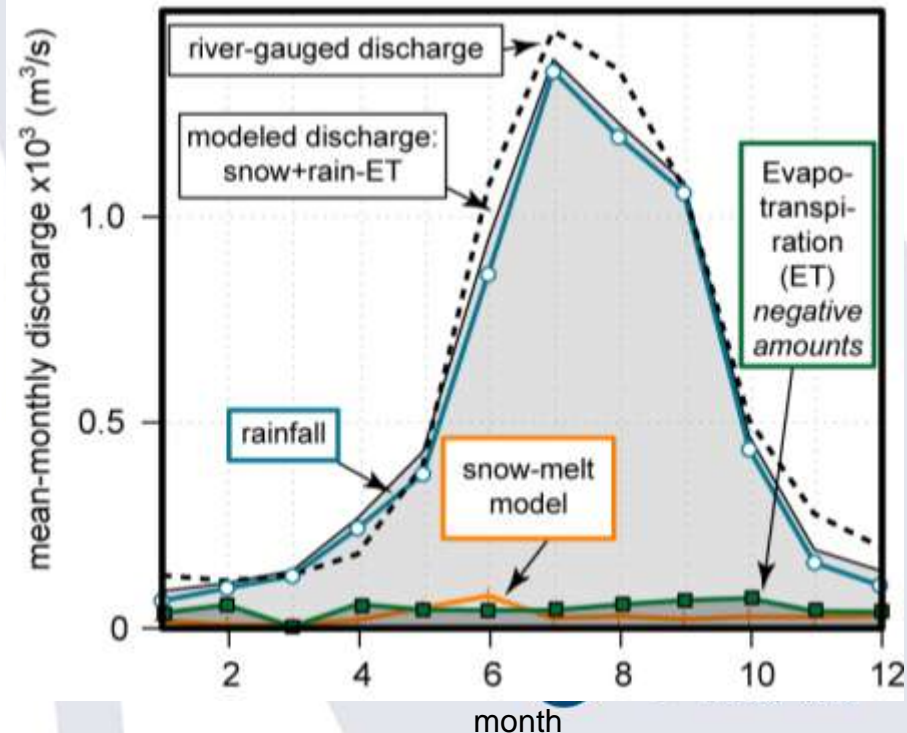 river-gauged discharge
modeled discharge:
snow+rain-ET
Evapo-
transpi-
ration
(ET)
negative
amounts
rainfall
snow-melt
model
mean-monthly discharge x10³ (m³/s)
1.0
0.5
0
2 4 6 8 10 12
month